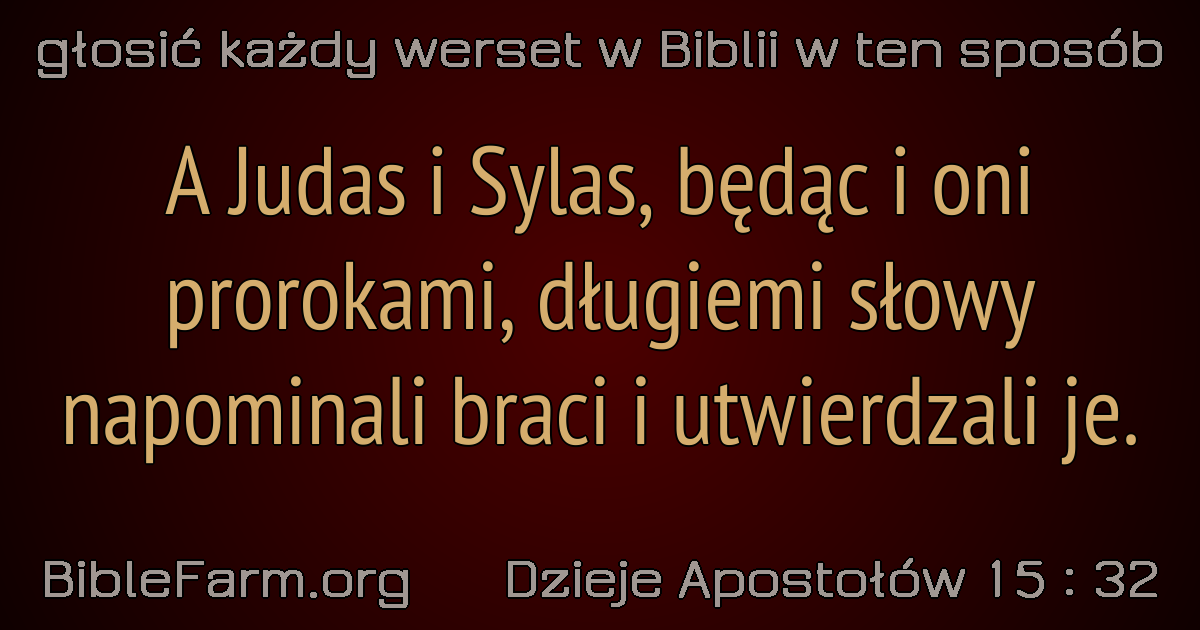 głosić każdy werset w Biblii w ten sposób
A Judas i Sylas, będąc i oni
prorokami, długiemi słowy
napominali braci i utwierdzali je.
BibleFarm.org Dzieje Apostołów 15 : 32